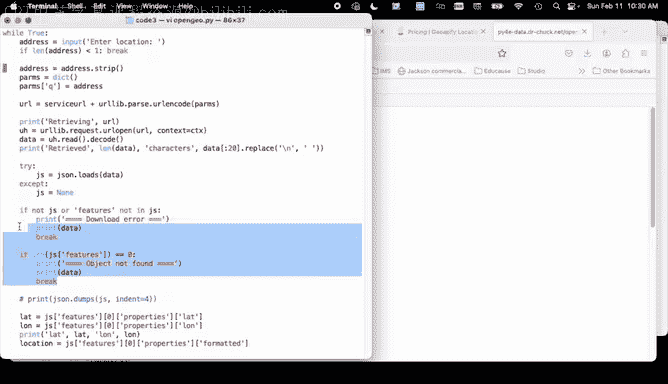 Terminal Shell Edit View Window Help
Sun Feb 11 10:30 AM
code3 — vi opengeo.py — 86×37
while True:
address = input('Enter location: ')
if len(address) < 1: break
address = address.strip()
parms = dict()
parms['q'] = address
url = serviceurl + urllib.parse.urlencode(parms)
print('Retrieving', url)
uh = urllib.request.urlopen(url, context=ctx)
data = uh.read().decode()
print('Retrieved', len(data), 'characters', data[:20].replace('\n', ' '))
try:
js = json.loads(data)
except:
js = None
if not js or 'features' not in js:
print('==== Download error ===')
print(data)
break
if len(js['features']) == 0:
print('==== Object not found ====')
print(data)
break
# print(json.dumps(js, indent=4))
lat = js['features'][0]['properties']['lat']
lon = js['features'][0]['properties']['lon']
print('lat', lat, 'lon', lon)
location = js['features'][0]['properties']['formatted']
Pricing | Geoapify Locatio
py4e-data.dr-chuck.net/open
IMS
Jackson commercia...
Educause
Studio
Other Bookmarks